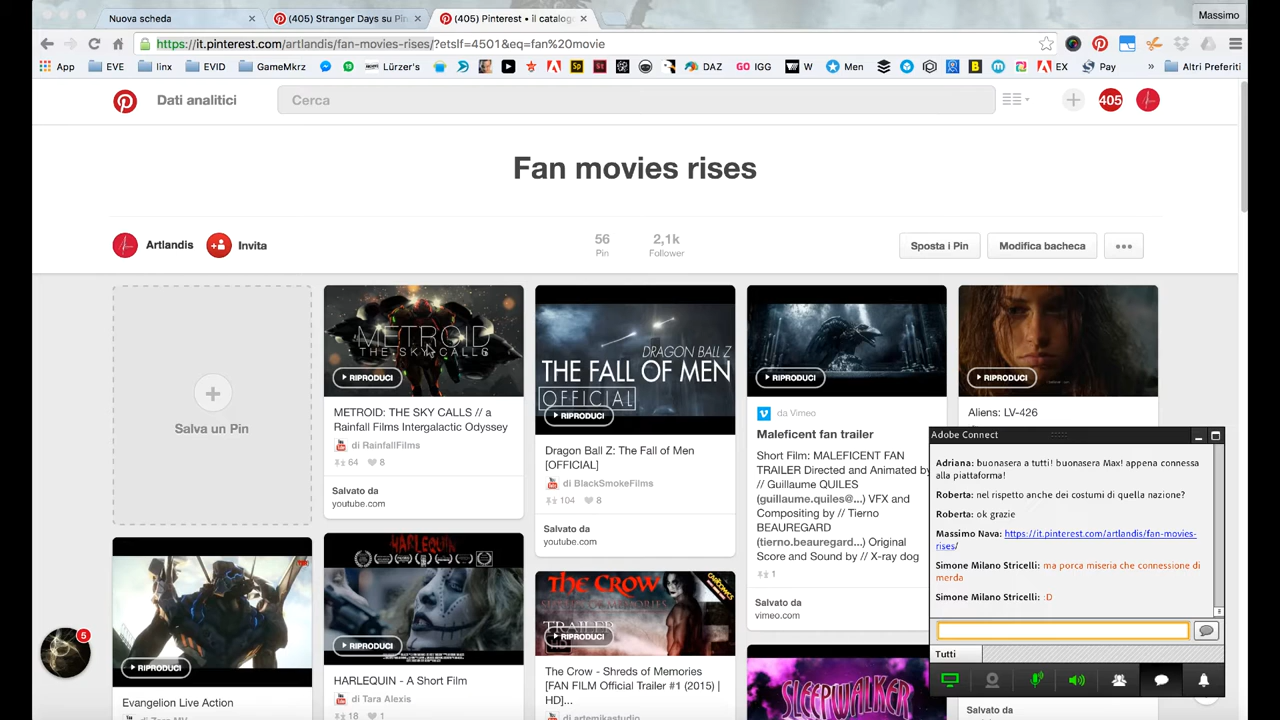 Nuova scheda
(405) Stranger Days su Pin
(405) Pinterest • il catalog
Massimo
https://it.pinterest.com/artlandis/fan-movies-rises/?etslf=4501&eq=fan%20movie
App
EVE
linx
EVID
GameMkrz
Lürzer's
DAZ
GO IGG
W
Men
EX
Pay
»
Altri Preferiti
Dati analitici
Cerca
405
Fan movies rises
Artlandis
Invita
56
Pin
2,1k
Follower
Sposta i Pin
Modifica bacheca
Salva un Pin
METROID
THE SKY CALLS
RIPRODUCI
METROID: THE SKY CALLS // a
Rainfall Films Intergalactic Odyssey
di RainfallFilms
64
8
Salvato da
youtube.com
DRAGON BALL Z
THE FALL OF MEN
OFFICIAL
RIPRODUCI
Dragon Ball Z: The Fall of Men
[OFFICIAL]
di BlackSmokeFilms
104
8
Salvato da
youtube.com
RIPRODUCI
da Vimeo
Maleficent fan trailer
Short Film: MALEFICENT FAN
TRAILER Directed and Animated by
// Guillaume QUILES
(guillaume.quiles@...) VFX and
Compositing by // Tierno
BEAUREGARD
(tierno.beauregard...) Original
Score and Sound by // X-ray dog
1
Salvato da
vimeo.com
RIPRODUCI
Aliens: LV-426
RIPRODUCI
Evangelion Live Action
5
HARLEQUIN
RIPRODUCI
HARLEQUIN - A Short Film
di Tara Alexis
18
1
THE CROW
SHREDS OF MEMORIES
TRAILER
RIPRODUCI
The Crow - Shreds of Memories
[FAN FILM Official Trailer #1 (2015) |
HD]...
di artemikastudio
SLEEPWALKER
Salvato da
Adobe Connect
Adriana: buonasera a tutti! buonasera Max! appena connessa
alla piattaforma!
Roberta: nel rispetto anche dei costumi di quella nazione?
Roberta: ok grazie
Massimo Nava: https://it.pinterest.com/artlandis/fan-movies-
rises/
Simone Milano Stricelli: ma porca miseria che connessione di
merda
Simone Milano Stricelli: :D
Tutti